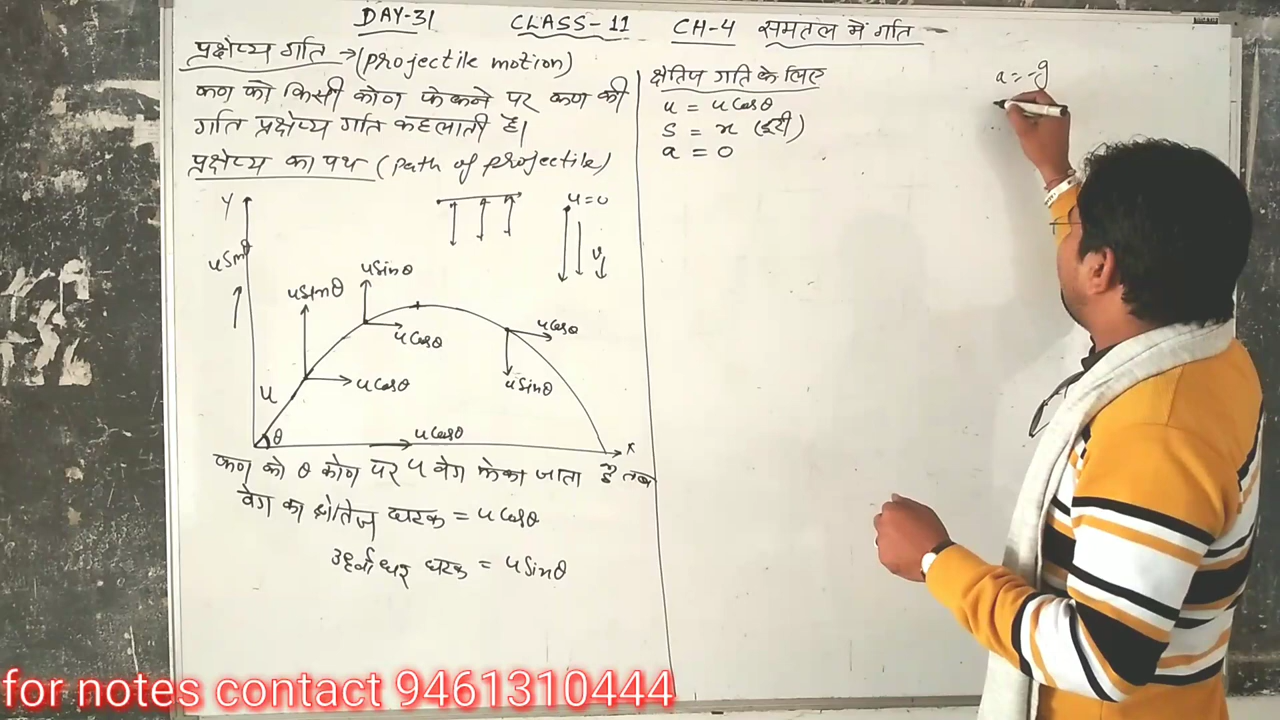 DAY-31 CLASS-11 CH-4 समतल में गति
प्रक्षेप्य गति → (projectile motion)
कण को किसी कोण फेकने पर कण की
गति प्रक्षेप्य गति कहलाती है।
प्रक्षेप्य का पथ (Path of projectile)
Y
u=0
v
uSinθ
uSinθ
uSinθ
uCosθ
uCosθ
uCosθ
uSinθ
u
θ
uCosθ
x
कण को θ कोण पर u वेग फेका जाता है तब
वेग का क्षैतिज घटक = uCosθ
उर्ध्वाधर घटक = uSinθ
क्षैतिज गति के लिए
u = uCosθ
S = x (दूरी)
a = 0
a = -g
for notes contact 9461310444